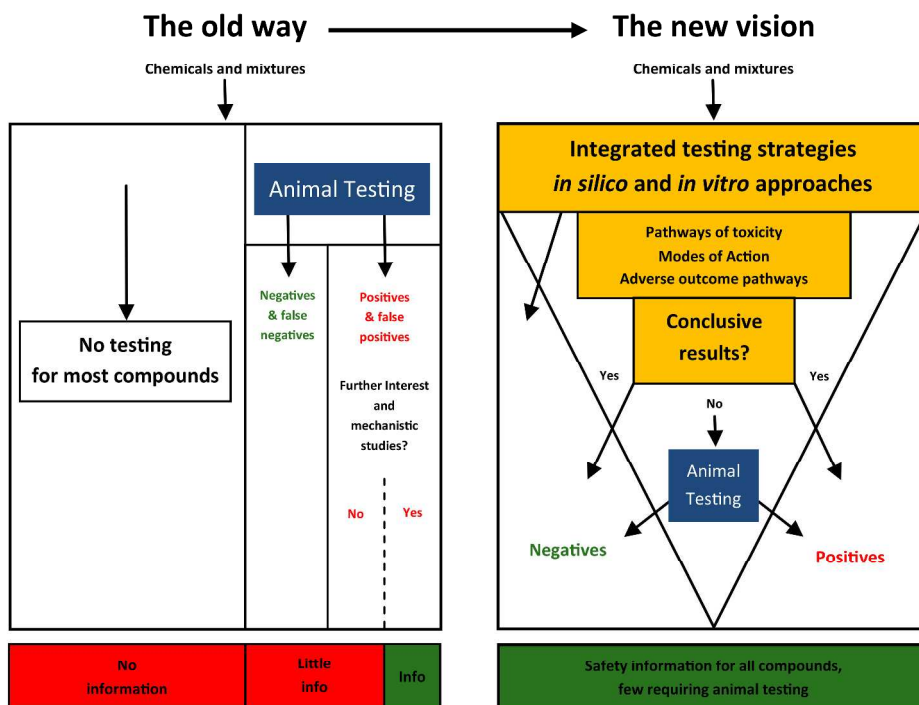 The old way
The new vision
Chemicals and mixtures
Chemicals and mixtures
Animal Testing
Negatives
& false
negatives
Positives
& false
positives
No testing
for most compounds
Further Interest
and
mechanistic
studies?
No
Yes
No
information
Little
info
Info
Integrated testing strategies
in silico and in vitro approaches
Pathways of toxicity
Modes of Action
Adverse outcome pathways
Conclusive
results?
Yes
Yes
No
Animal
Testing
Negatives
Positives
Safety information for all compounds,
few requiring animal testing